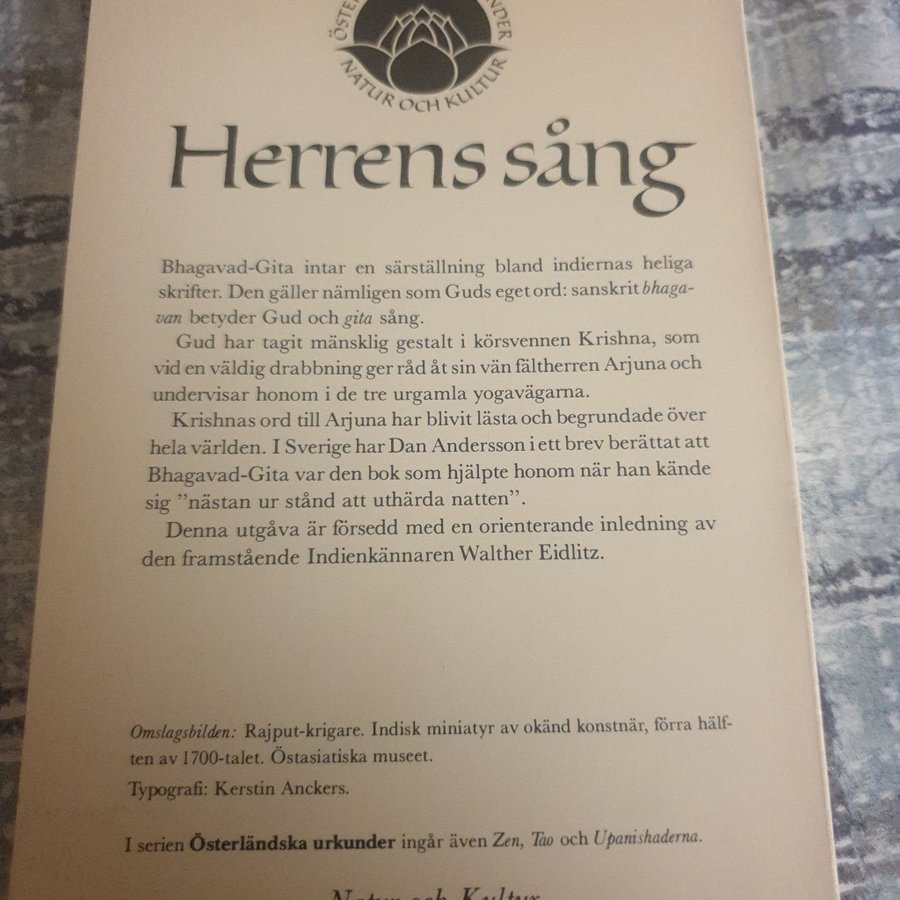 ÖSTER NDER
NATUR OCH KULTUR
Herrens sång
Bhagavad-Gita intar en särställning bland indiernas heliga
skrifter. Den gäller nämligen som Guds eget ord: sanskrit bhaga-
van betyder Gud och gita sång.
Gud har tagit mänsklig gestalt i körsvennen Krishna, som
vid en väldig drabbning ger råd åt sin vän fältherren Arjuna och
undervisar honom i de tre urgamla yogavägarna.
Krishnas ord till Arjuna har blivit lästa och begrundade över
hela världen. I Sverige har Dan Andersson i ett brev berättat att
Bhagavad-Gita var den bok som hjälpte honom när han kände
sig ”nästan ur stånd att uthärda natten”.
Denna utgåva är försedd med en orienterande inledning av
den framstående Indienkännaren Walther Eidlitz.
Omslagsbilden: Rajput-krigare. Indisk miniatyr av okänd konstnär, förra hälf-
ten av 1700-talet. Östasiatiska museet.
Typografi: Kerstin Anckers.
I serien Österländska urkunder ingår även Zen, Tao och Upanishaderna.
Natur och Kultur